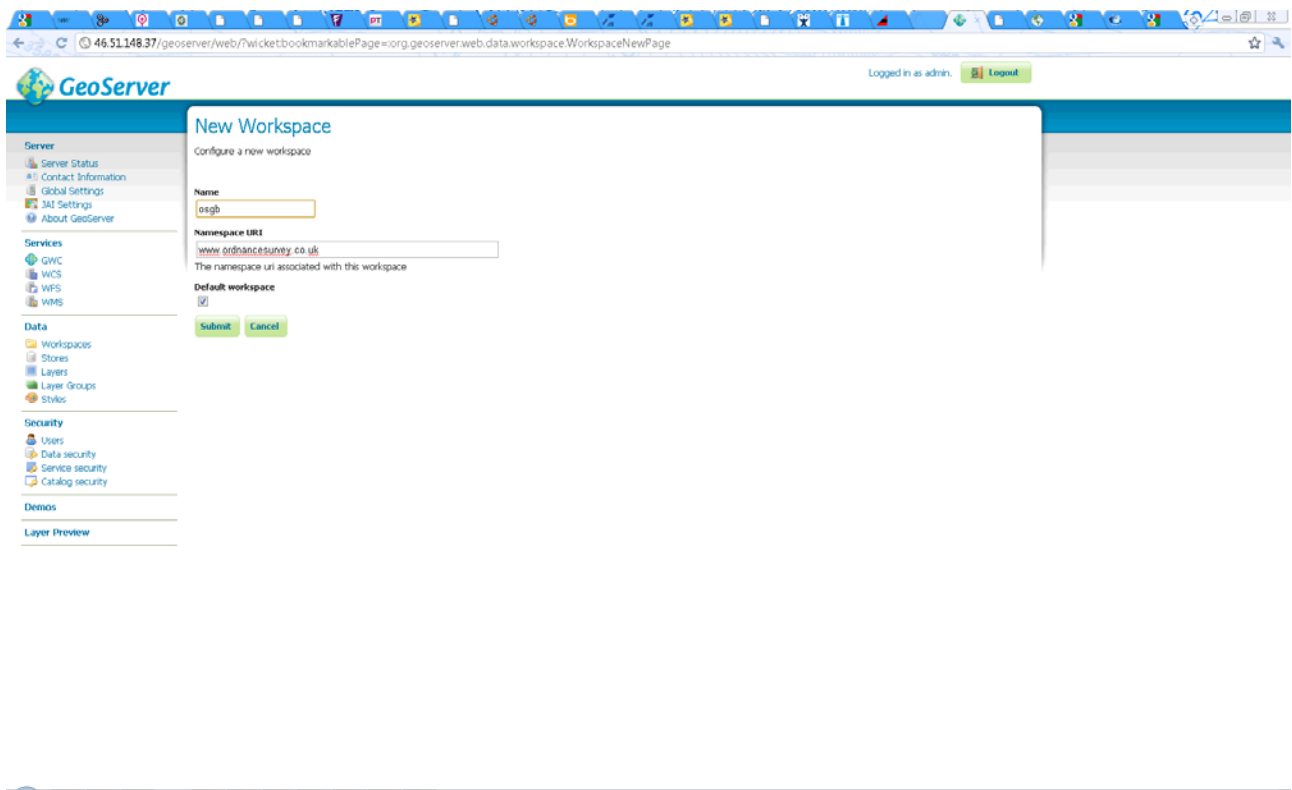 PT
46.51.148.37/geoserver/web/?wicket:bookmarkablePage=:org.geoserver.web.data.workspace.WorkspaceNewPage
GeoServer
Logged in as admin.
Logout
Server
Server Status
Contact Information
Global Settings
JAI Settings
About GeoServer
Services
GWC
WCS
WFS
WMS
Data
Workspaces
Stores
Layers
Layer Groups
Styles
Security
Users
Data security
Service security
Catalog security
Demos
Layer Preview
New Workspace
Configure a new workspace
Name
osgb
Namespace URI
www.ordnancesurvey.co.uk
The namespace uri associated with this workspace
Default workspace
Submit
Cancel